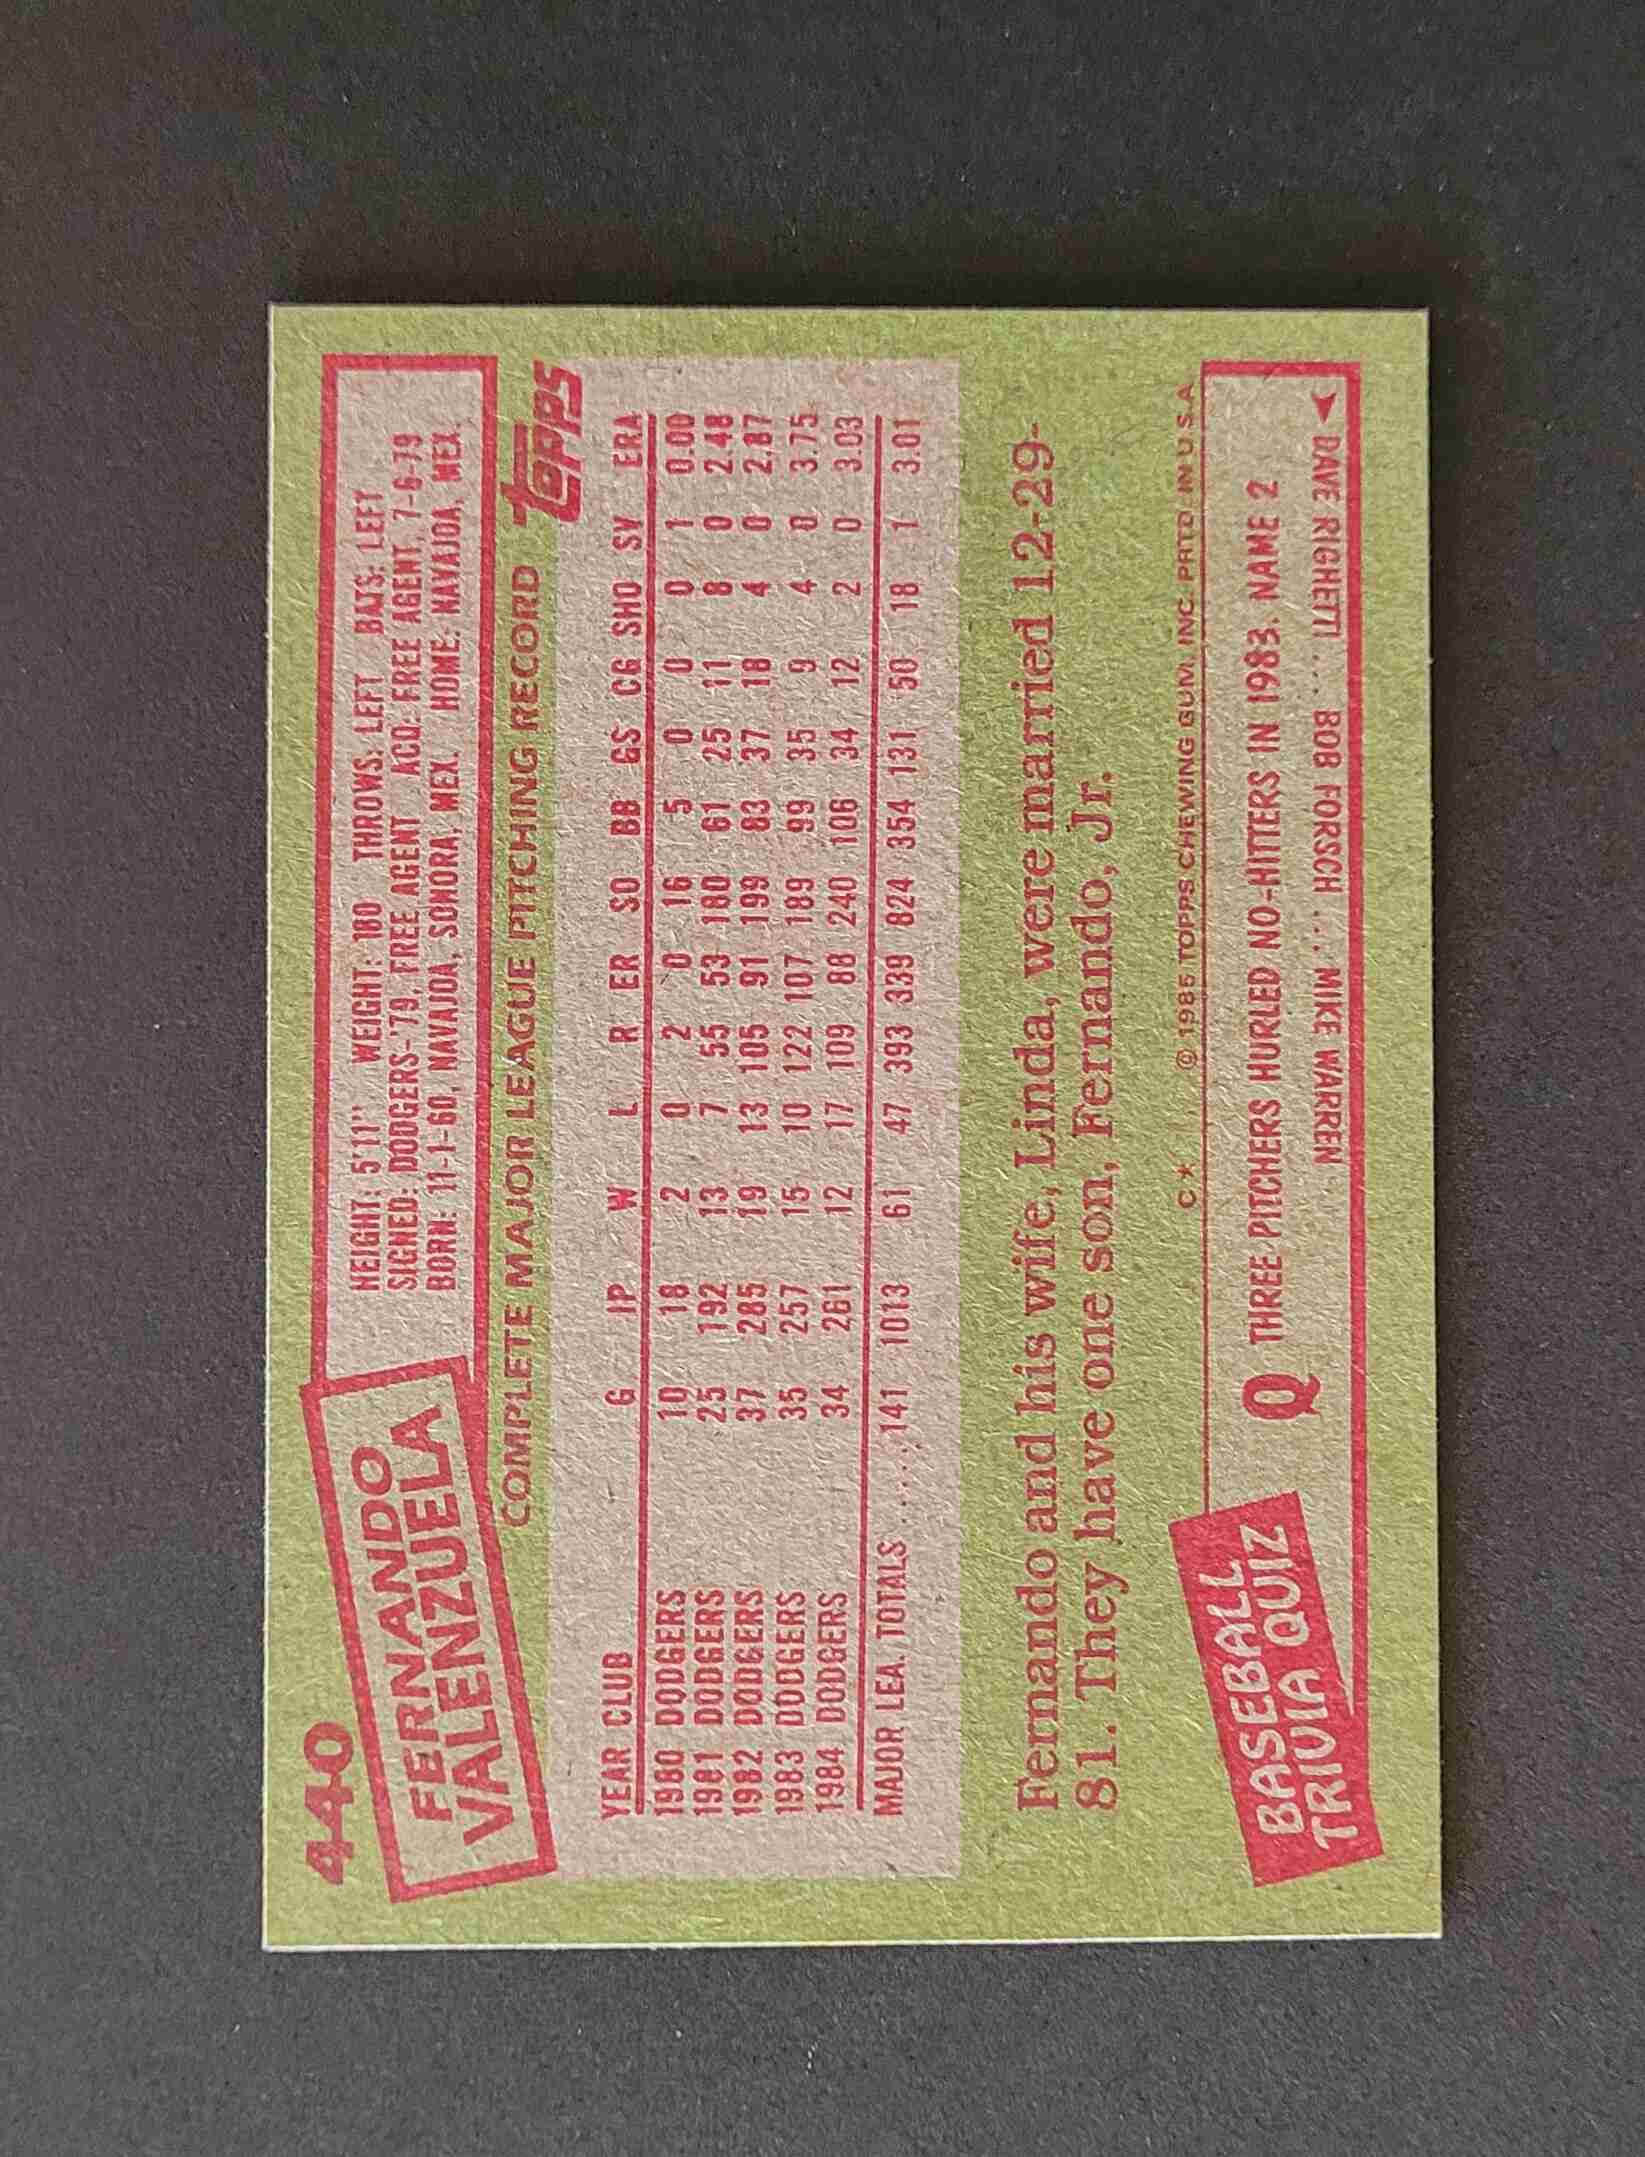 440
FERNANDO
VALENZUELA
HEIGHT: 5'11" WEIGHT: 180 THROWS: LEFT BATS: LEFT
SIGNED: DODGERS-'79, FREE AGENT ACQ: FREE AGENT, 7-6-79
BORN: 11-1-60, NAVAJOA, SONORA, MEX. HOME: NAVAJOA, MEX.
COMPLETE MAJOR LEAGUE PITCHING RECORD topps
YEAR CLUB G IP W L R ER SO BB GS CG SHO SV ERA
1980 DODGERS 10 18 2 0 2 0 16 5 0 0 0 1 0.00
1981 DODGERS 25 192 13 7 55 53 180 61 25 11 8 0 2.48
1982 DODGERS 37 285 19 13 105 91 199 83 37 18 4 0 2.87
1983 DODGERS 35 257 15 10 122 107 189 99 35 9 4 0 3.75
1984 DODGERS 34 261 12 17 109 88 240 106 34 12 2 0 3.03
MAJOR LEA. TOTALS ...... 141 1013 61 47 393 339 824 354 131 50 18 1 3.01
Fernando and his wife, Linda, were married 12-29-
81. They have one son, Fernando, Jr.
C* © 1985 TOPPS CHEWING GUM, INC. PRTD. IN U.S.A.
BASEBALL
TRIVIA QUIZ
Q THREE PITCHERS HURLED NO-HITTERS IN 1983. NAME 2
DAVE RIGHETTI .... BOB FORSCH .... MIKE WARREN